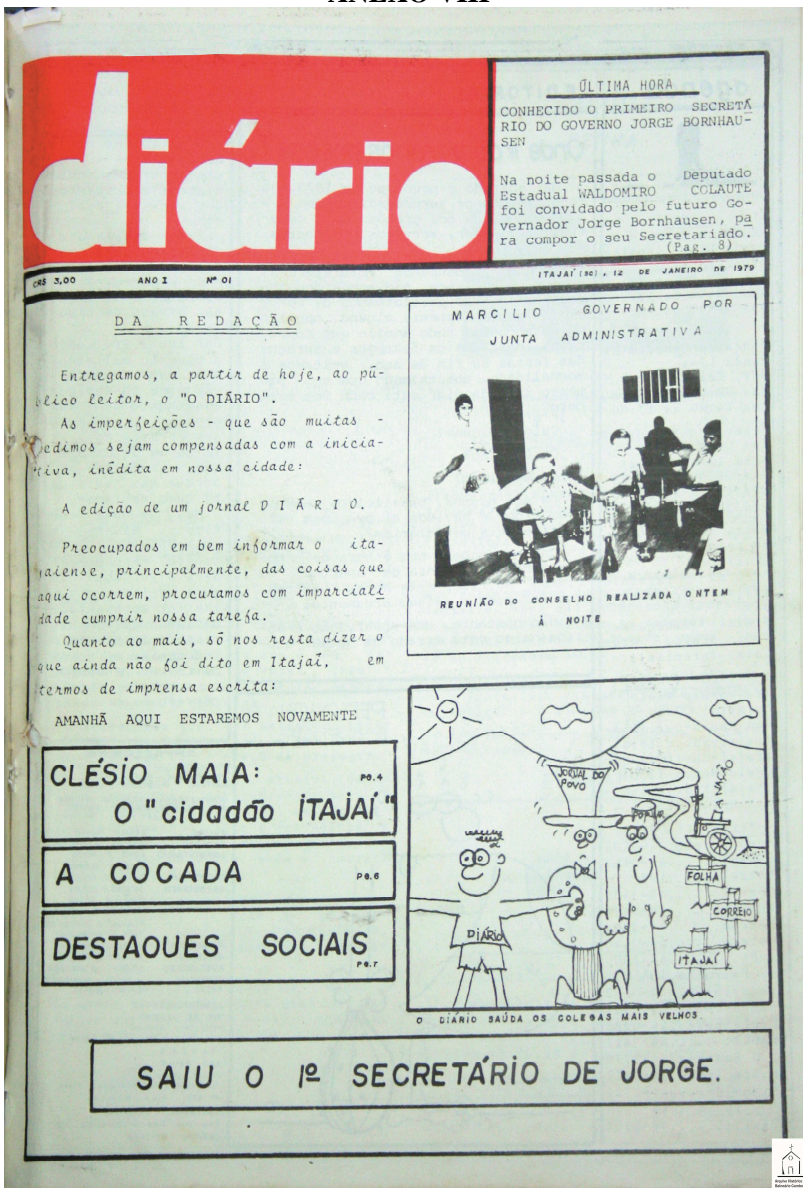 ANEXO VIII
diário
ÚLTIMA HORA
CONHECIDO O PRIMEIRO SECRETÁ
RIO DO GOVERNO JORGE BORNHAU-
SEN
Na noite passada o Deputado
Estadual WALDOMIRO COLAUTE
foi convidado pelo futuro Go-
vernador Jorge Bornhausen, pa
ra compor o seu Secretariado.
(Pag. 8)
CR$ 3,00 ANO I Nº 01 ITAJAÍ (SC), 12 DE JANEIRO DE 1979
DA REDAÇÃO
Entregamos, a partir de hoje, ao pú-
blico leitor, o "O DIÁRIO".
As imperfeições - que são muitas -
pedimos sejam compensadas com a inicia-
tiva, inédita em nossa cidade:
A edição de um jornal D I Á R I O.
Preocupados em bem informar o ita-
jaiense, principalmente, das coisas que
aqui ocorrem, procuramos com imparciali
dade cumprir nossa tarefa.
Quanto ao mais, só nos resta dizer o
que ainda não foi dito em Itajaí, em
termos de imprensa escrita:
AMANHÃ AQUI ESTAREMOS NOVAMENTE
MARCILIO GOVERNADO POR
JUNTA ADMINISTRATIVA
REUNIÃO DO CONSELHO REALIZADA ONTEM
À NOITE
CLÉSIO MAIA: PG.4
O "cidadão ITAJAÍ"
A COCADA PG.6
DESTAQUES SOCIAIS
PG.7
JORNAL DO
POVO
POPULAR
A NAÇÃO
FOLHA
CORREIO
ITAJAÍ
DIÁRIO
O DIÁRIO SAÚDA OS COLEGAS MAIS VELHOS.
SAIU O 1º SECRETÁRIO DE JORGE.
Arquivo Histórico
Balneário Camboriú